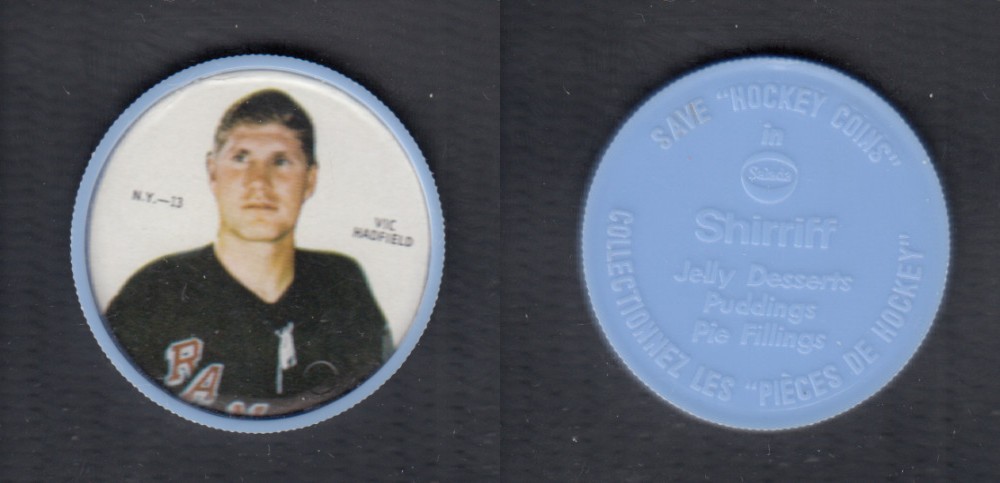 N.Y.—13
VIC
HADFIELD
RA
SAVE "HOCKEY COINS"
in
Salada
Shirriff
Jelly Desserts
Puddings
Pie Fillings
COLLECTIONNEZ LES "PIÈCES DE HOCKEY"